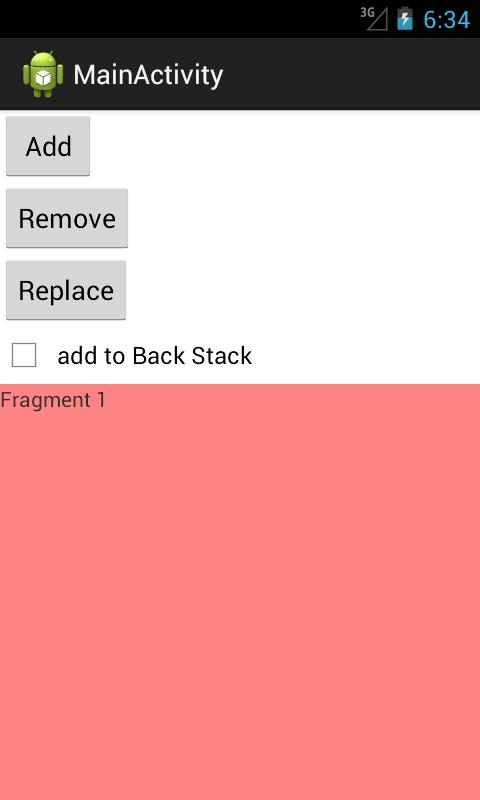 3G 6:34
MainActivity
Add
Remove
Replace
add to Back Stack
Fragment 1